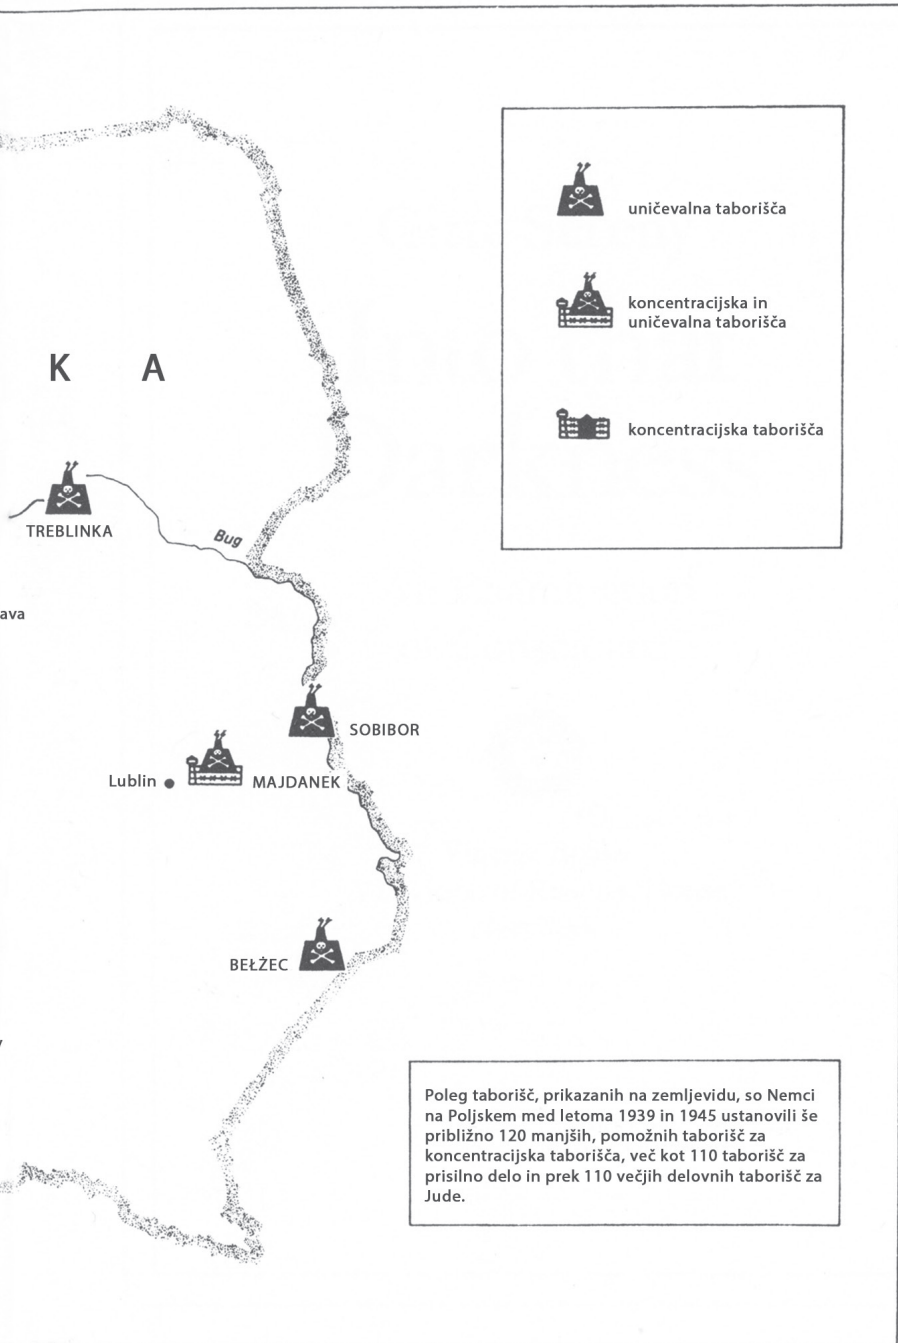 uničevalna taborišča
koncentracijska in
uničevalna taborišča
koncentracijska taborišča
K A
TREBLINKA
Bug
ava
SOBIBOR
Lublin
MAJDANEK
BEŁŻEC
Poleg taborišč, prikazanih na zemljevidu, so Nemci
na Poljskem med letoma 1939 in 1945 ustanovili še
približno 120 manjših, pomožnih taborišč za
koncentracijska taborišča, več kot 110 taborišč za
prisilno delo in prek 110 večjih delovnih taborišč za
Jude.